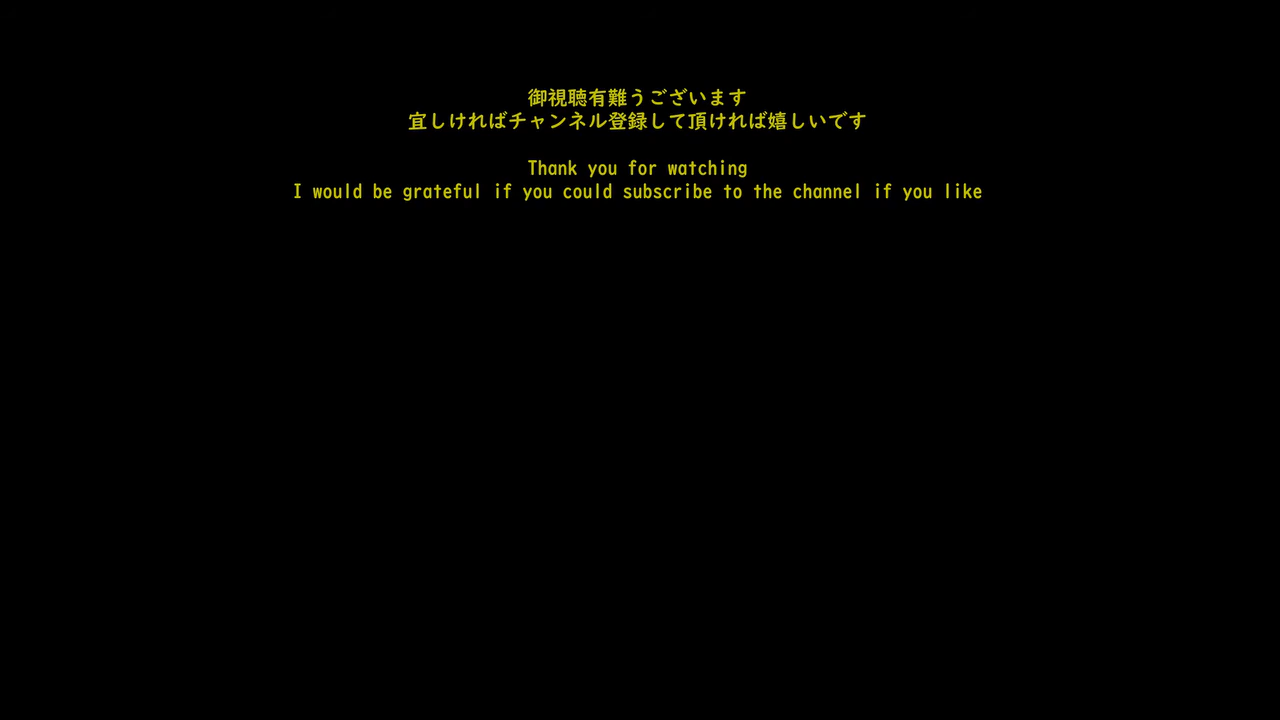 御視聴有難うございます
宜しければチャンネル登録して頂ければ嬉しいです
Thank you for watching
I would be grateful if you could subscribe to the channel if you like